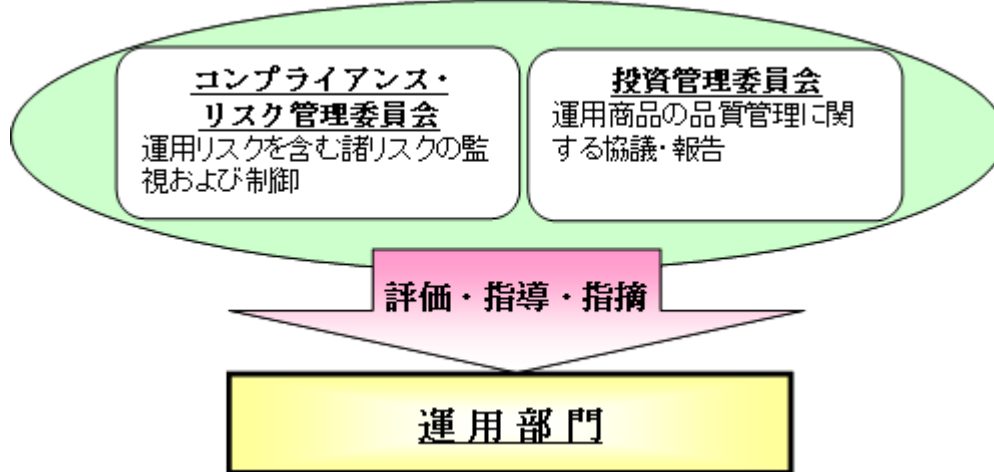 コンプライアンス・
リスク管理委員会
運用リスクを含む諸リスクの監
視および制御
投資管理委員会
運用商品の品質管理に関
する協議・報告
評価・指導・指摘
運用部門